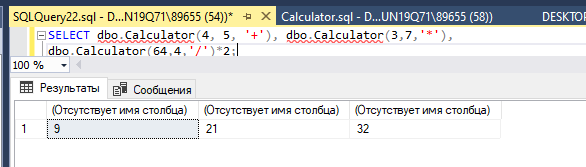 SQLQuery22.sql - D...N19Q71\89655 (54))* Calculator.sql - D...UN19Q71\89655 (58)) DESKTOP
SELECT dbo.Calculator(4, 5, '+'), dbo.Calculator(3,7,'*'),
dbo.Calculator(64,4,'/')*2;
100 %
Результаты Сообщения
(Отсутствует имя столбца) (Отсутствует имя столбца) (Отсутствует имя столбца)
1 9 21 32